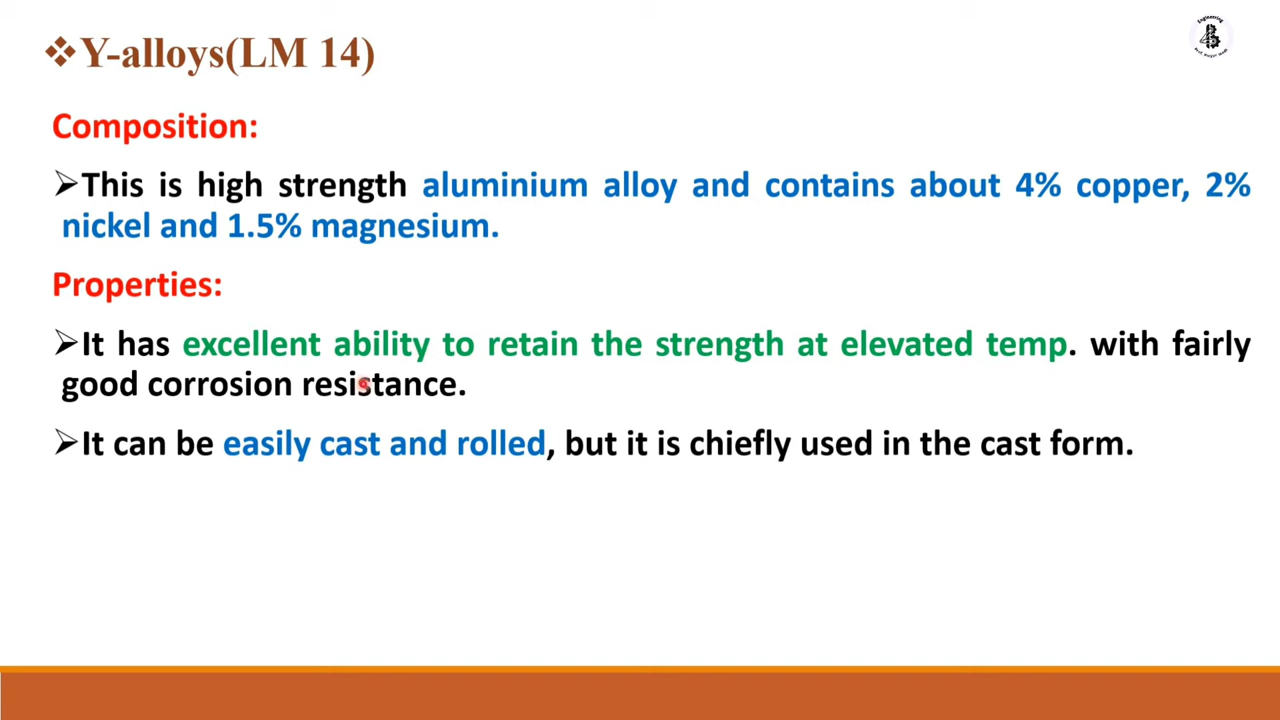 ❖Y-alloys(LM 14)
Engineering
Composition:
➢This is high strength aluminium alloy and contains about 4% copper, 2%
nickel and 1.5% magnesium.
Properties:
➢It has excellent ability to retain the strength at elevated temp. with fairly
good corrosion resistance.
➢It can be easily cast and rolled, but it is chiefly used in the cast form.